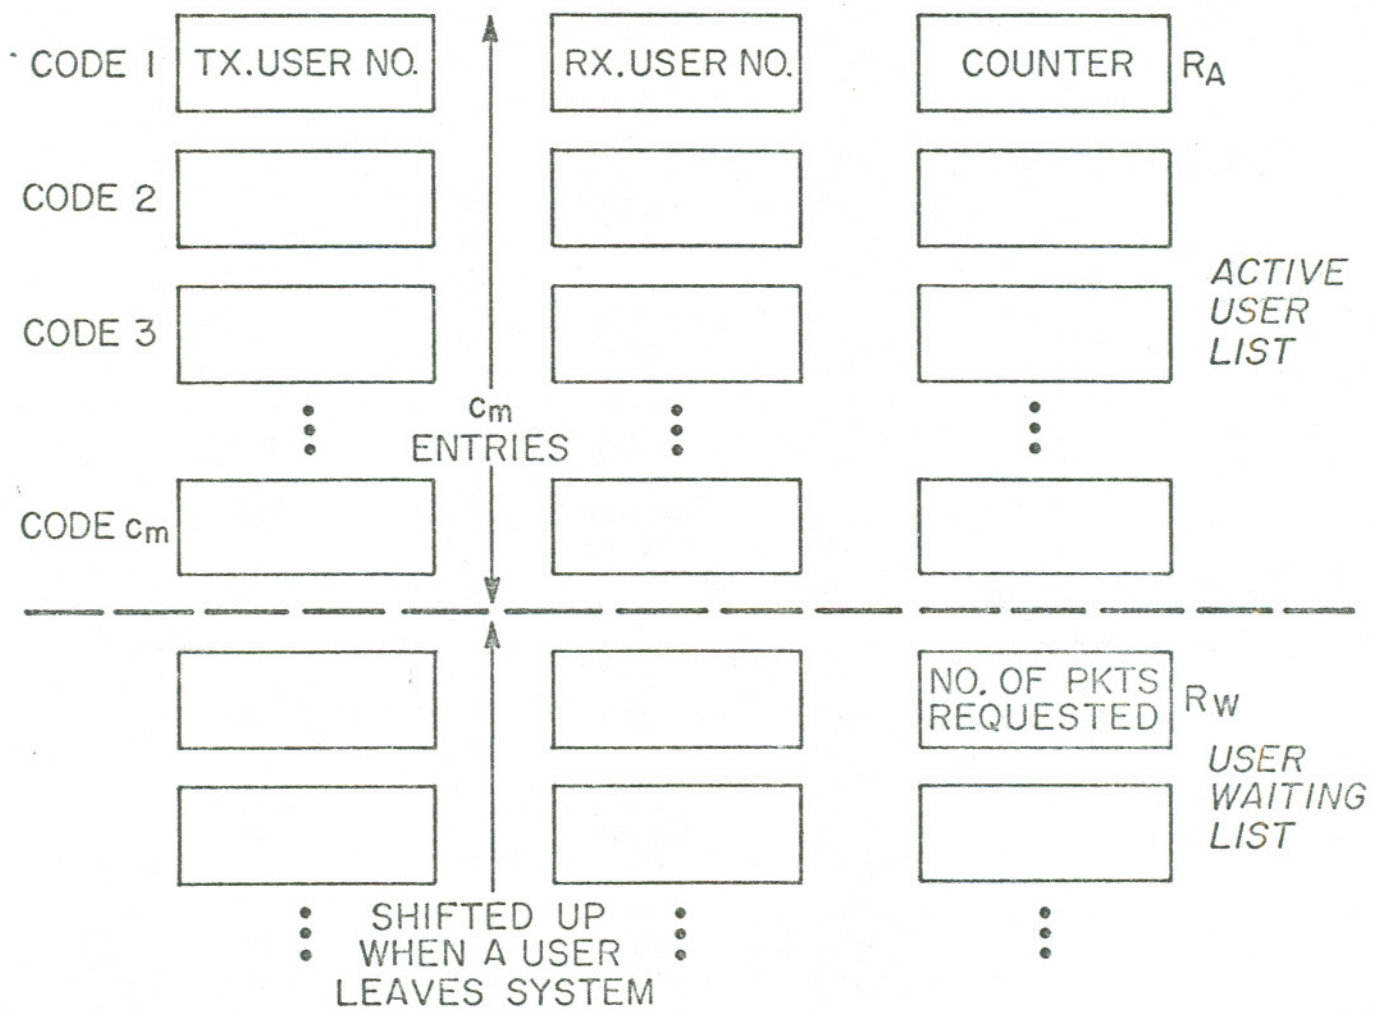 CODE 1 TX.USER NO. RX.USER NO. COUNTER RA
CODE 2
CODE 3
ACTIVE
USER
LIST
cm
ENTRIES
CODE cm
NO. OF PKTS
REQUESTED
RW
USER
WAITING
LIST
SHIFTED UP
WHEN A USER
LEAVES SYSTEM